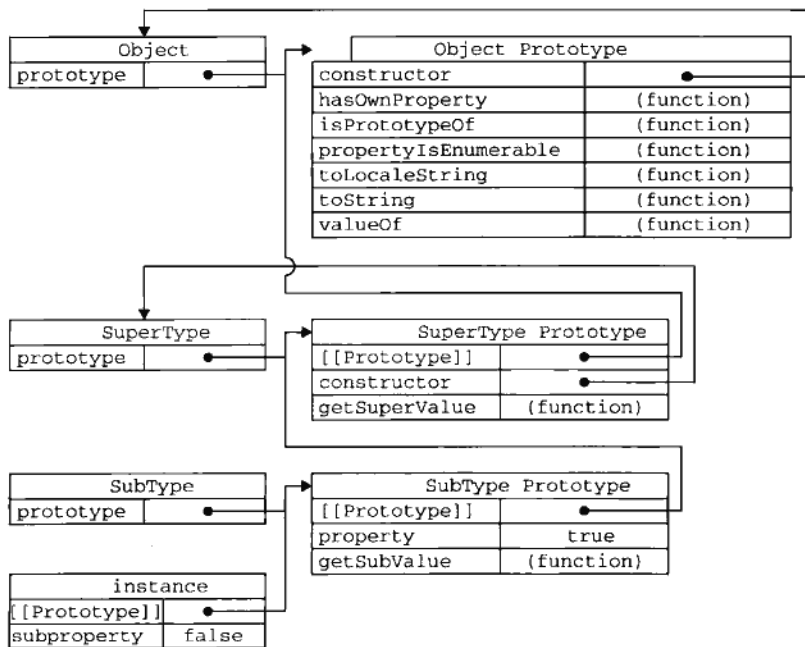 Object
prototype
Object Prototype
constructor
hasOwnProperty (function)
isPrototypeOf (function)
propertyIsEnumerable (function)
toLocaleString (function)
toString (function)
valueOf (function)
SuperType
prototype
SuperType Prototype
[[Prototype]]
constructor
getSuperValue (function)
SubType
prototype
SubType Prototype
[[Prototype]]
property true
getSubValue (function)
instance
[[Prototype]]
subproperty false